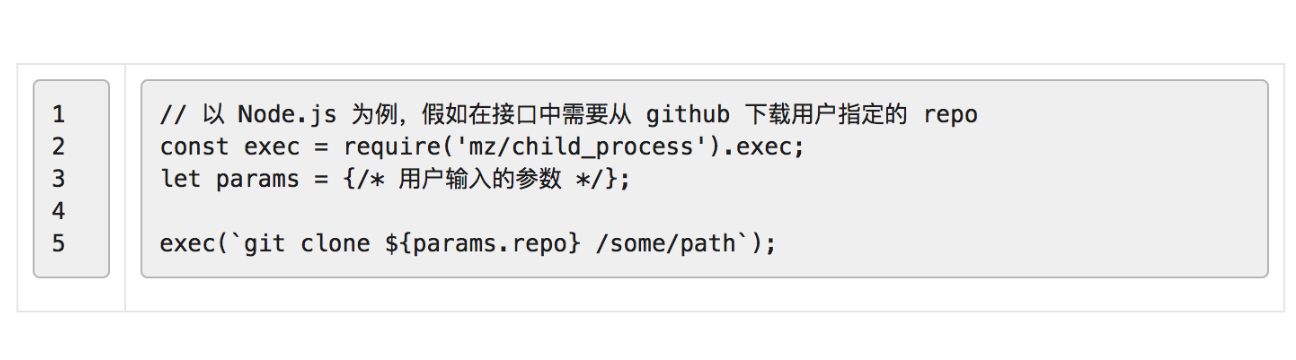 1 // 以 Node.js 为例，假如在接口中需要从 github 下载用户指定的 repo
2 const exec = require('mz/child_process').exec;
3 let params = {/* 用户输入的参数 */};
4
5 exec(`git clone ${params.repo} /some/path`);